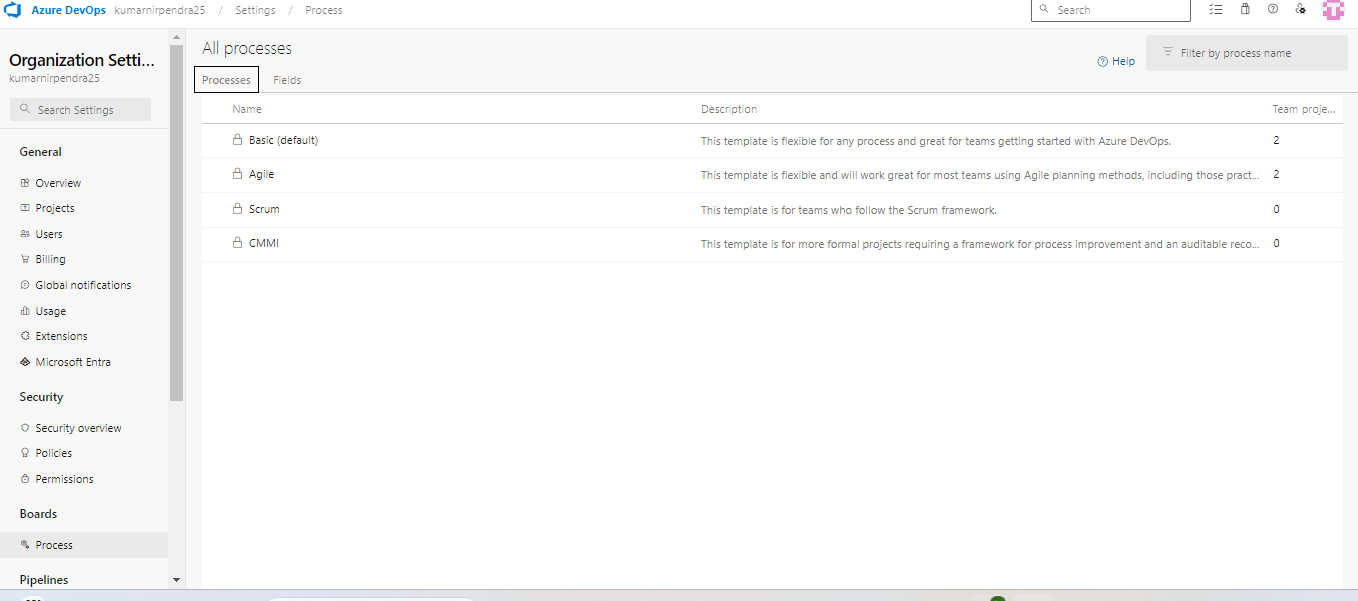 Azure DevOps kumarnirpendra25 / Settings / Process
Search
Organization Setti...
kumarnirpendra25
Search Settings
General
Overview
Projects
Users
Billing
Global notifications
Usage
Extensions
Microsoft Entra
Security
Security overview
Policies
Permissions
Boards
Process
Pipelines
All processes
Help
Filter by process name
Processes Fields
Name Description Team proje...
Basic (default) This template is flexible for any process and great for teams getting started with Azure DevOps. 2
Agile This template is flexible and will work great for most teams using Agile planning methods, including those pract... 2
Scrum This template is for teams who follow the Scrum framework. 0
CMMI This template is for more formal projects requiring a framework for process improvement and an auditable reco... 0